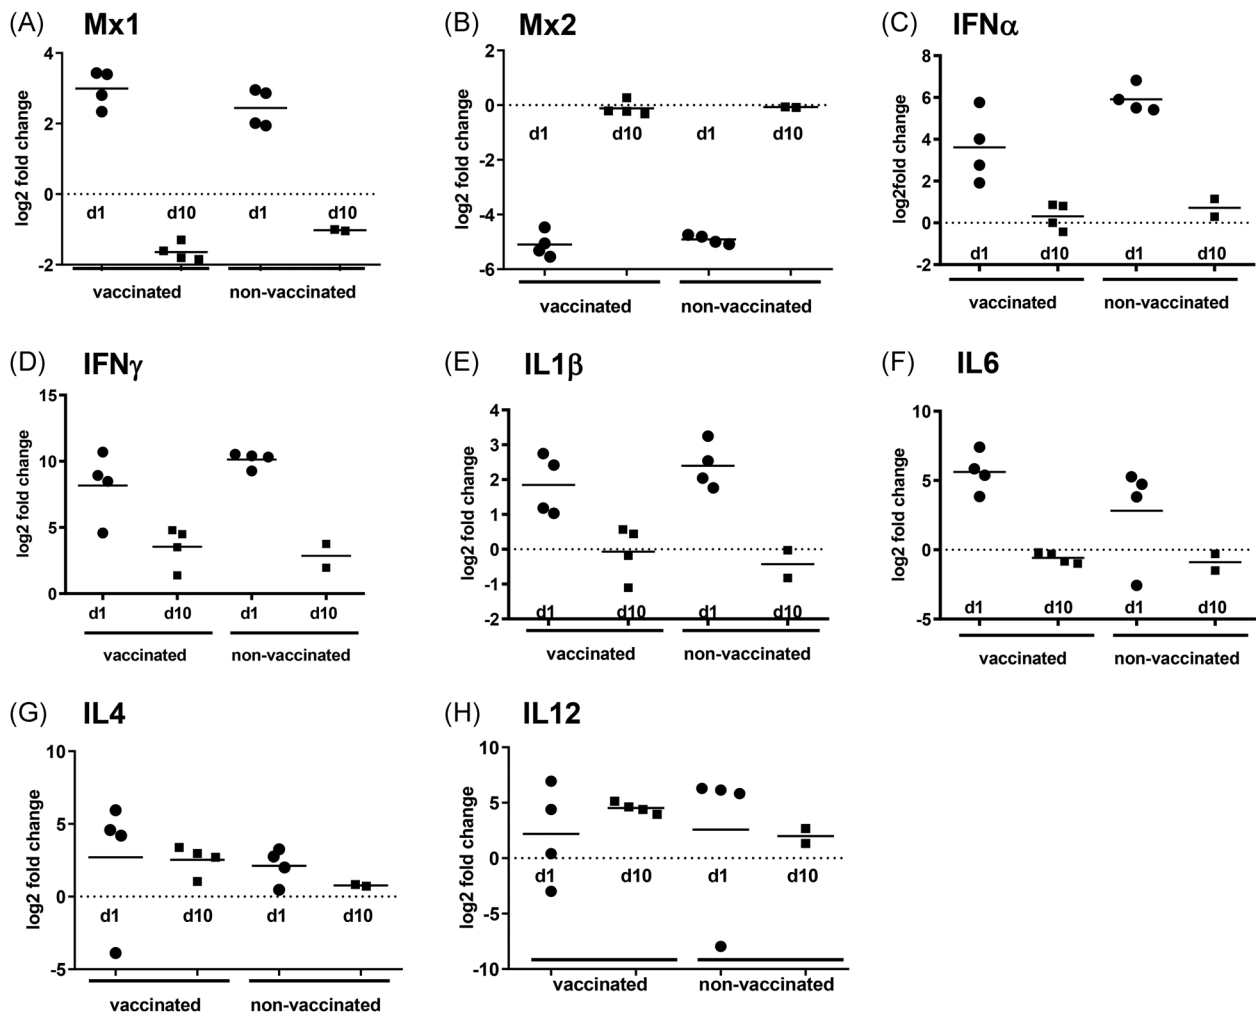 (A) Mx1
log2 fold change
4
2
0
-2
d1 d10 d1 d10
vaccinated non-vaccinated
(B) Mx2
log2 fold change
2
0
-2
-4
-6
d1 d10 d1 d10
vaccinated non-vaccinated
(C) IFNα
log2fold change
8
6
4
2
0
-2
d1 d10 d1 d10
vaccinated non-vaccinated
(D) IFNγ
log2 fold change
15
10
5
0
d1 d10 d1 d10
vaccinated non-vaccinated
(E) IL1β
log2 fold change
4
3
2
1
0
-1
-2
d1 d10 d1 d10
vaccinated non-vaccinated
(F) IL6
log2 fold change
10
5
0
-5
d1 d10 d1 d10
vaccinated non-vaccinated
(G) IL4
log2 fold change
10
5
0
-5
d1 d10 d1 d10
vaccinated non-vaccinated
(H) IL12
log2 fold change
10
5
0
-5
-10
d1 d10 d1 d10
vaccinated non-vaccinated